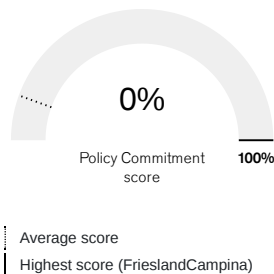 0%
Policy Commitment
score
100%
Average score
Highest score (FrieslandCampina)